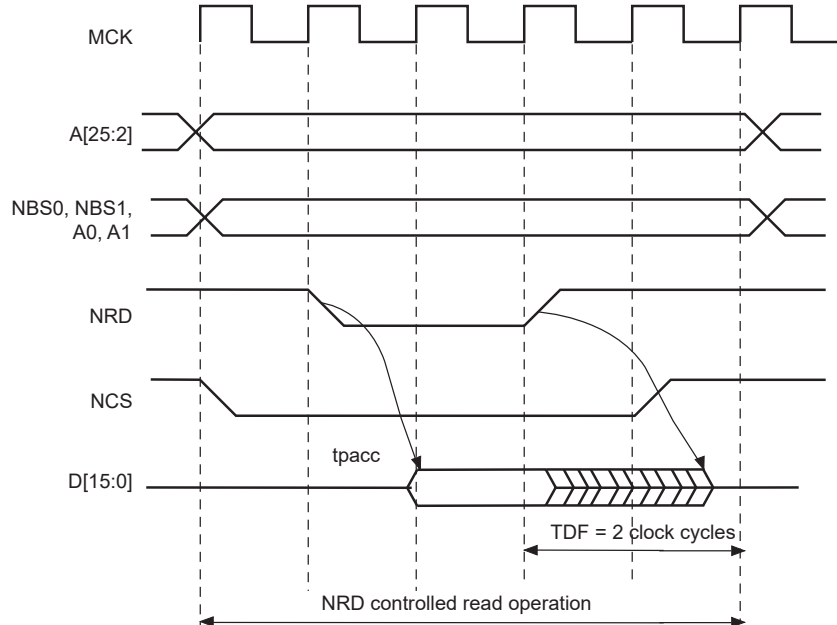 MCK
A[25:2]
NBS0, NBS1,
A0, A1
NRD
NCS
tpacc
D[15:0]
TDF = 2 clock cycles
NRD controlled read operation